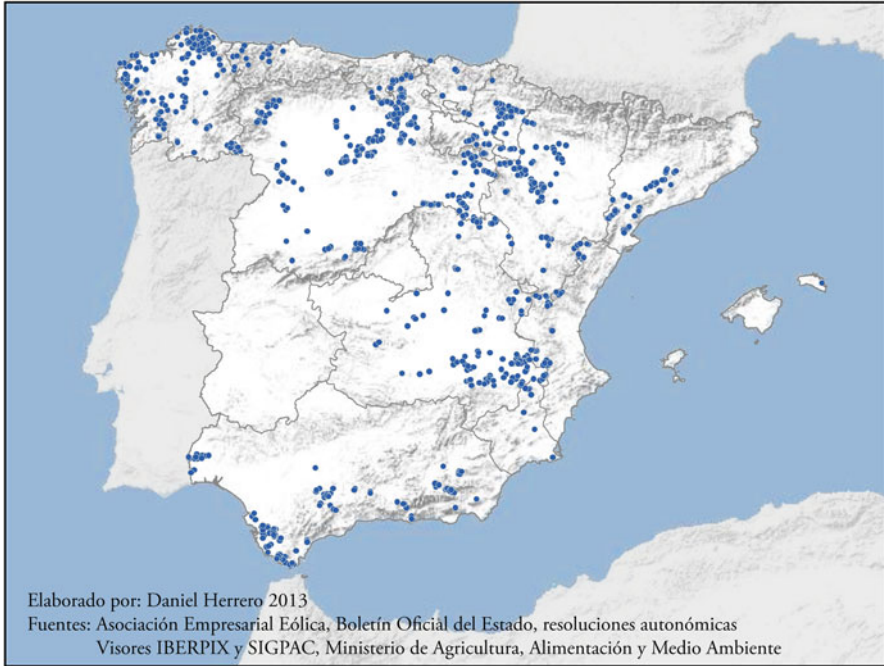 Elaborado por: Daniel Herrero 2013
Fuentes: Asociación Empresarial Eólica, Boletín Oficial del Estado, resoluciones autonómicas
Visores IBERPIX y SIGPAC, Ministerio de Agricultura, Alimentación y Medio Ambiente